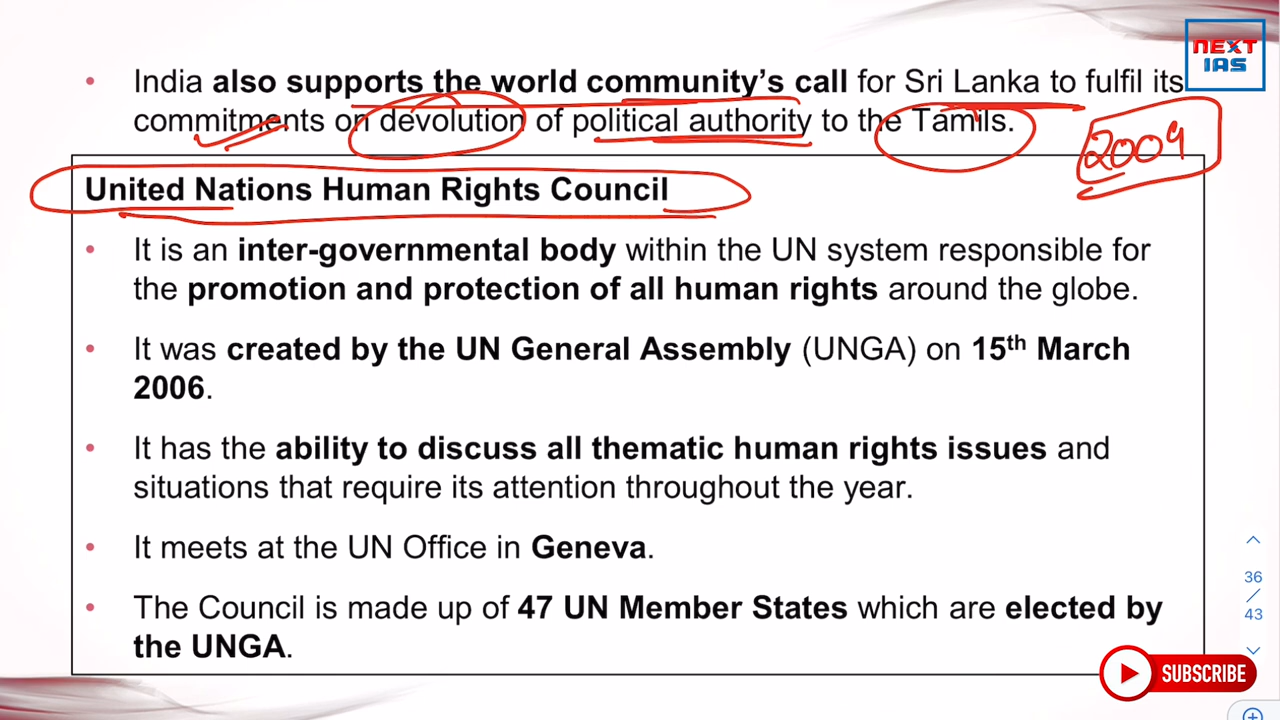 NEXT
IAS
• India also supports the world community’s call for Sri Lanka to fulfil its
commitments on devolution of political authority to the Tamils.
2009
United Nations Human Rights Council
• It is an inter-governmental body within the UN system responsible for
the promotion and protection of all human rights around the globe.
• It was created by the UN General Assembly (UNGA) on 15th March
2006.
• It has the ability to discuss all thematic human rights issues and
situations that require its attention throughout the year.
• It meets at the UN Office in Geneva.
• The Council is made up of 47 UN Member States which are elected by
the UNGA.
36
/
43
SUBSCRIBE